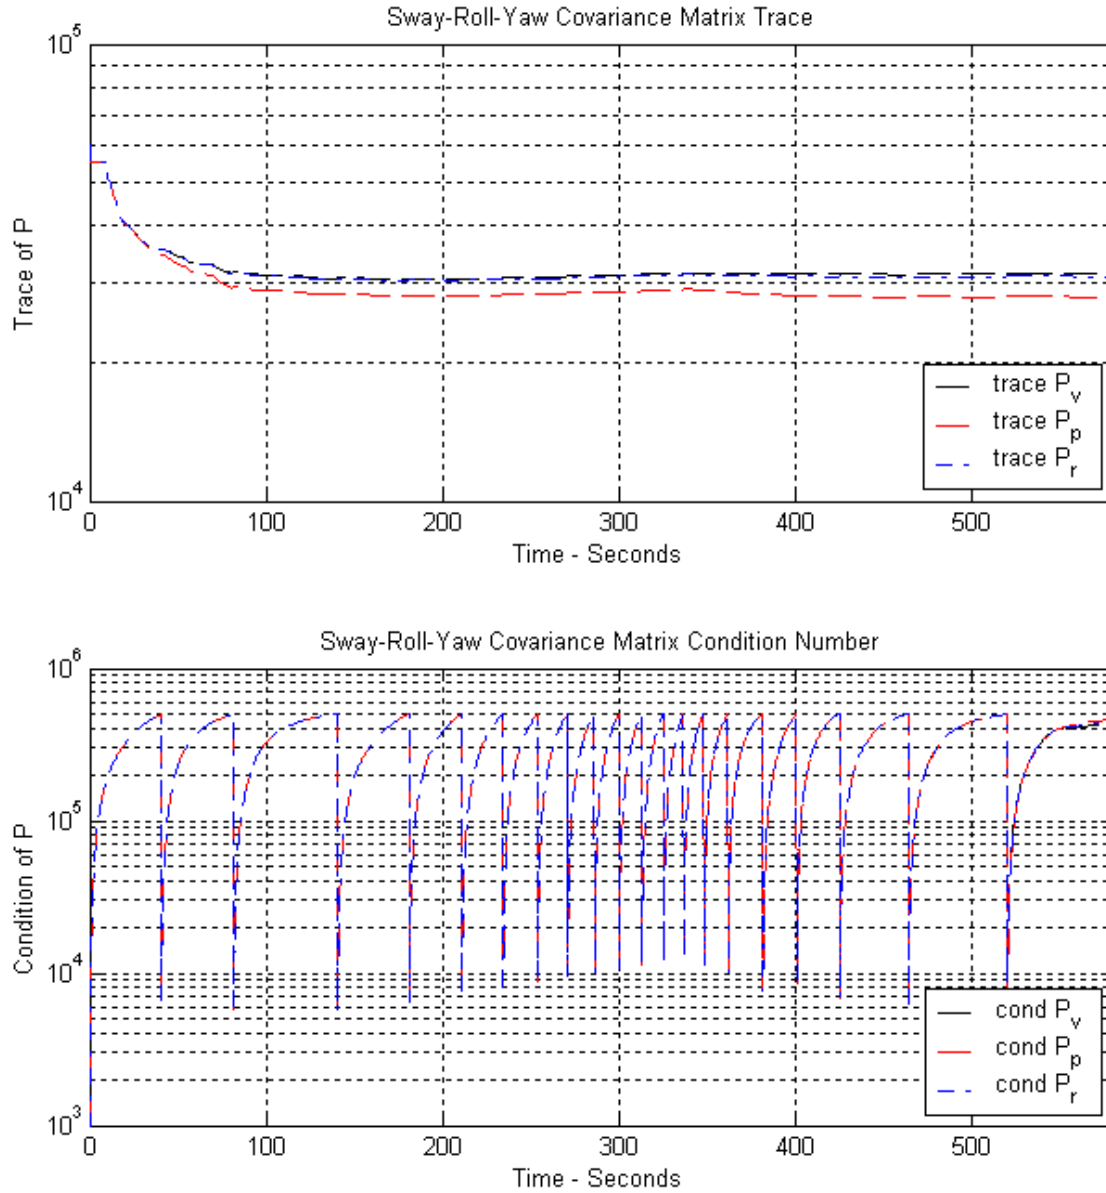 Sway-Roll-Yaw Covariance Matrix Trace
10^5
Trace of P
trace P_v
trace P_p
trace P_r
10^4
0 100 200 300 400 500
Time - Seconds
Sway-Roll-Yaw Covariance Matrix Condition Number
10^6
10^5
Condition of P
10^4
cond P_v
cond P_p
cond P_r
10^3
0 100 200 300 400 500
Time - Seconds